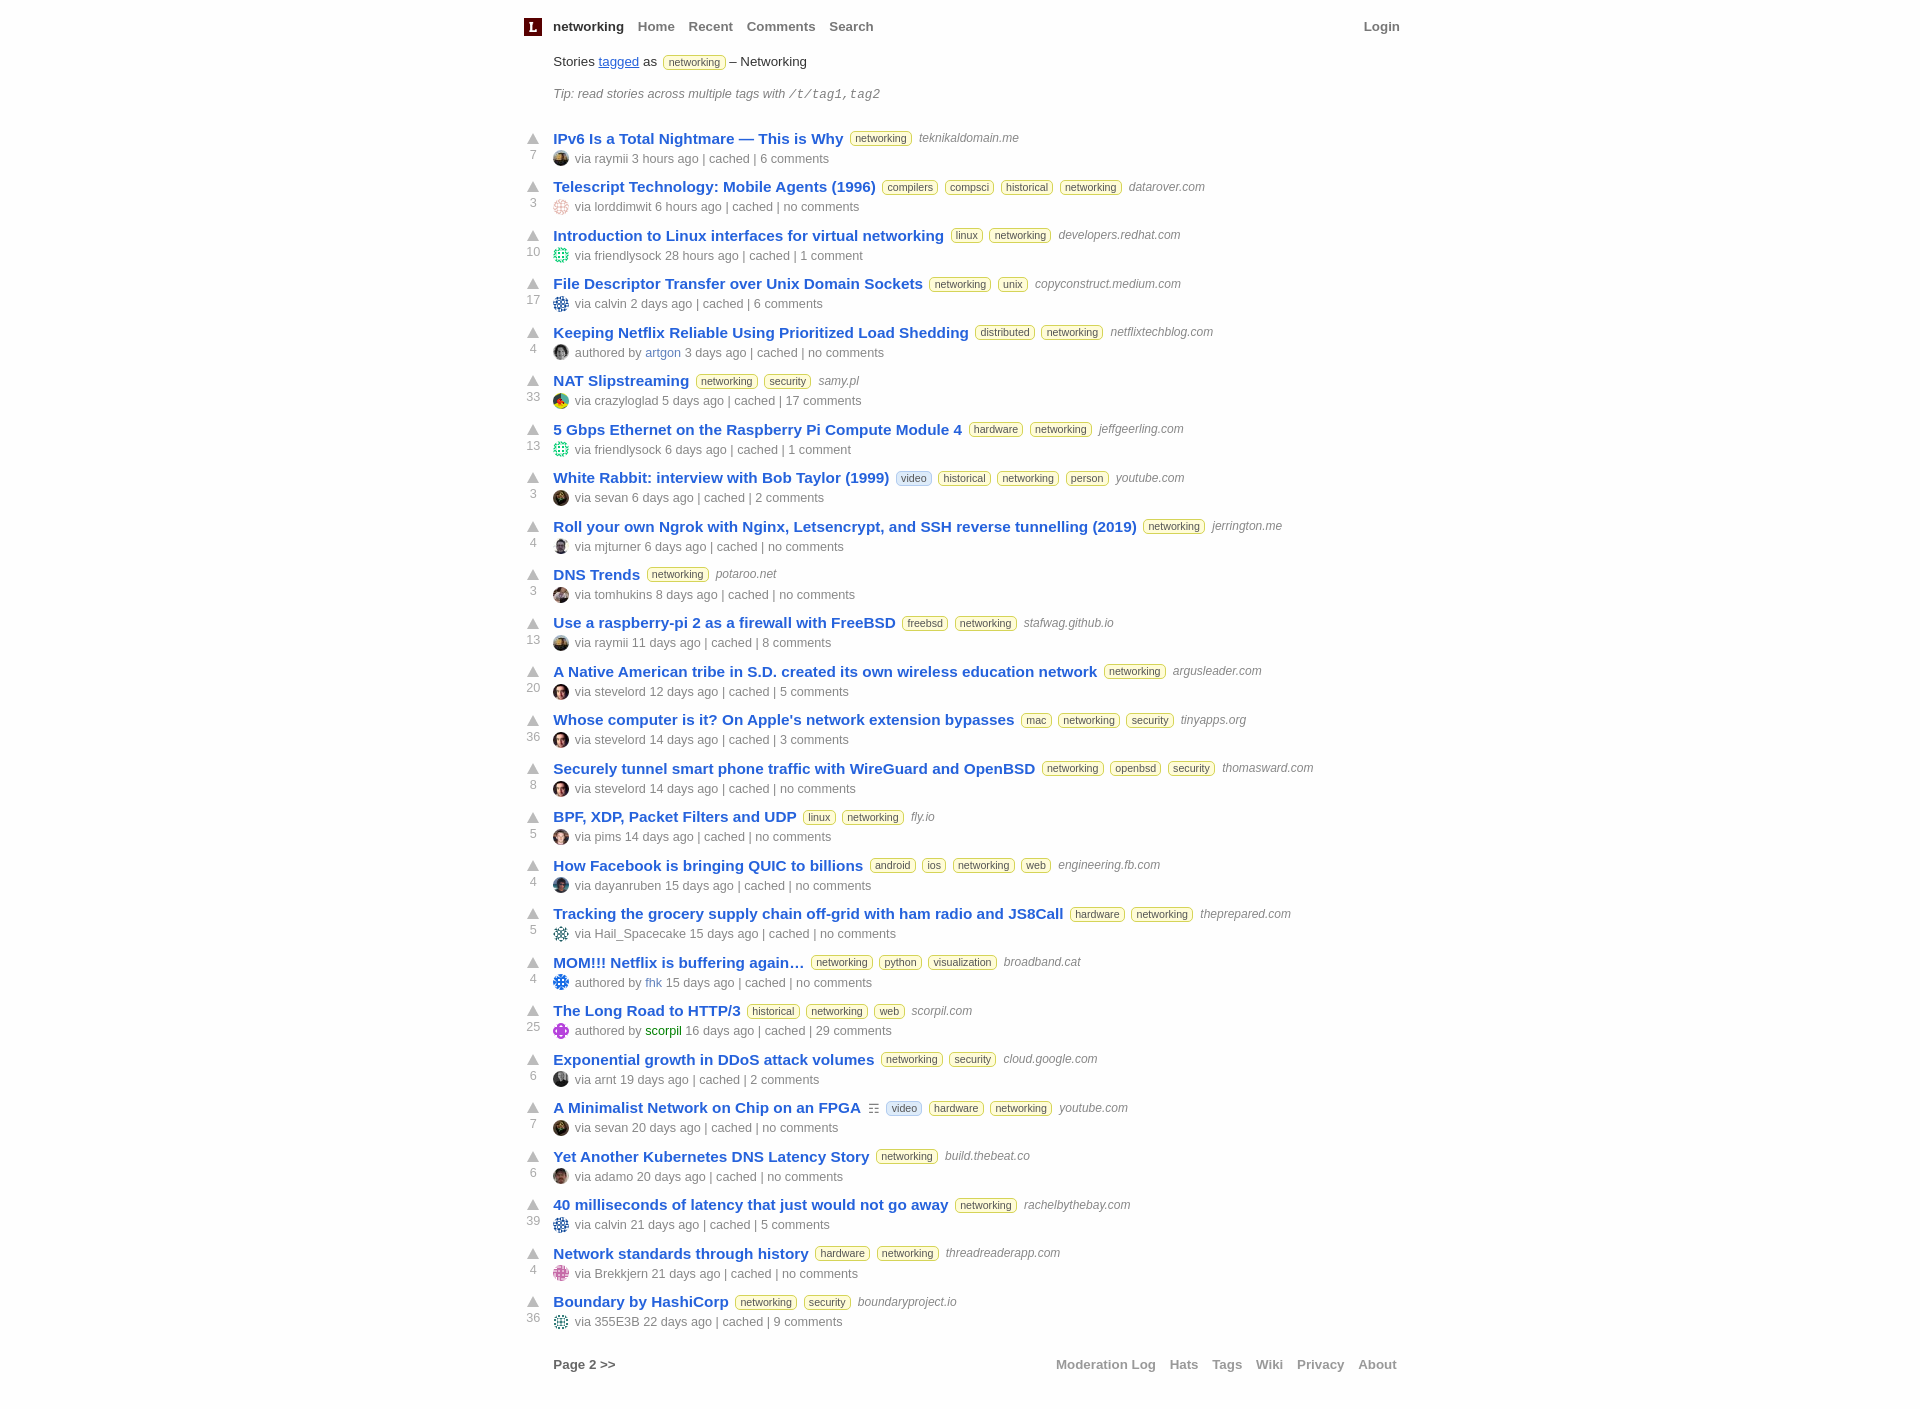 L networking Home Recent Comments Search Login
Stories tagged as networking – Networking
Tip: read stories across multiple tags with /t/tag1,tag2
IPv6 Is a Total Nightmare — This is Why networking teknikaldomain.me
7 via raymii 3 hours ago | cached | 6 comments
Telescript Technology: Mobile Agents (1996) compilers compsci historical networking datarover.com
3 via lorddimwit 6 hours ago | cached | no comments
Introduction to Linux interfaces for virtual networking linux networking developers.redhat.com
10 via friendlysock 28 hours ago | cached | 1 comment
File Descriptor Transfer over Unix Domain Sockets networking unix copyconstruct.medium.com
17 via calvin 2 days ago | cached | 6 comments
Keeping Netflix Reliable Using Prioritized Load Shedding distributed networking netflixtechblog.com
4 authored by artgon 3 days ago | cached | no comments
NAT Slipstreaming networking security samy.pl
33 via crazyloglad 5 days ago | cached | 17 comments
5 Gbps Ethernet on the Raspberry Pi Compute Module 4 hardware networking jeffgeerling.com
13 via friendlysock 6 days ago | cached | 1 comment
White Rabbit: interview with Bob Taylor (1999) video historical networking person youtube.com
3 via sevan 6 days ago | cached | 2 comments
Roll your own Ngrok with Nginx, Letsencrypt, and SSH reverse tunnelling (2019) networking jerrington.me
4 via mjturner 6 days ago | cached | no comments
DNS Trends networking potaroo.net
3 via tomhukins 8 days ago | cached | no comments
Use a raspberry-pi 2 as a firewall with FreeBSD freebsd networking stafwag.github.io
13 via raymii 11 days ago | cached | 8 comments
A Native American tribe in S.D. created its own wireless education network networking argusleader.com
20 via stevelord 12 days ago | cached | 5 comments
Whose computer is it? On Apple's network extension bypasses mac networking security tinyapps.org
36 via stevelord 14 days ago | cached | 3 comments
Securely tunnel smart phone traffic with WireGuard and OpenBSD networking openbsd security thomasward.com
8 via stevelord 14 days ago | cached | no comments
BPF, XDP, Packet Filters and UDP linux networking fly.io
5 via pims 14 days ago | cached | no comments
How Facebook is bringing QUIC to billions android ios networking web engineering.fb.com
4 via dayanruben 15 days ago | cached | no comments
Tracking the grocery supply chain off-grid with ham radio and JS8Call hardware networking theprepared.com
5 via Hail_Spacecake 15 days ago | cached | no comments
MOM!!! Netflix is buffering again… networking python visualization broadband.cat
4 authored by fhk 15 days ago | cached | no comments
The Long Road to HTTP/3 historical networking web scorpil.com
25 authored by scorpil 16 days ago | cached | 29 comments
Exponential growth in DDoS attack volumes networking security cloud.google.com
6 via arnt 19 days ago | cached | 2 comments
A Minimalist Network on Chip on an FPGA ☶ video hardware networking youtube.com
7 via sevan 20 days ago | cached | no comments
Yet Another Kubernetes DNS Latency Story networking build.thebeat.co
6 via adamo 20 days ago | cached | no comments
40 milliseconds of latency that just would not go away networking rachelbythebay.com
39 via calvin 21 days ago | cached | 5 comments
Network standards through history hardware networking threadreaderapp.com
4 via Brekkjern 21 days ago | cached | no comments
Boundary by HashiCorp networking security boundaryproject.io
36 via 355E3B 22 days ago | cached | 9 comments
Page 2 >> Moderation Log Hats Tags Wiki Privacy About